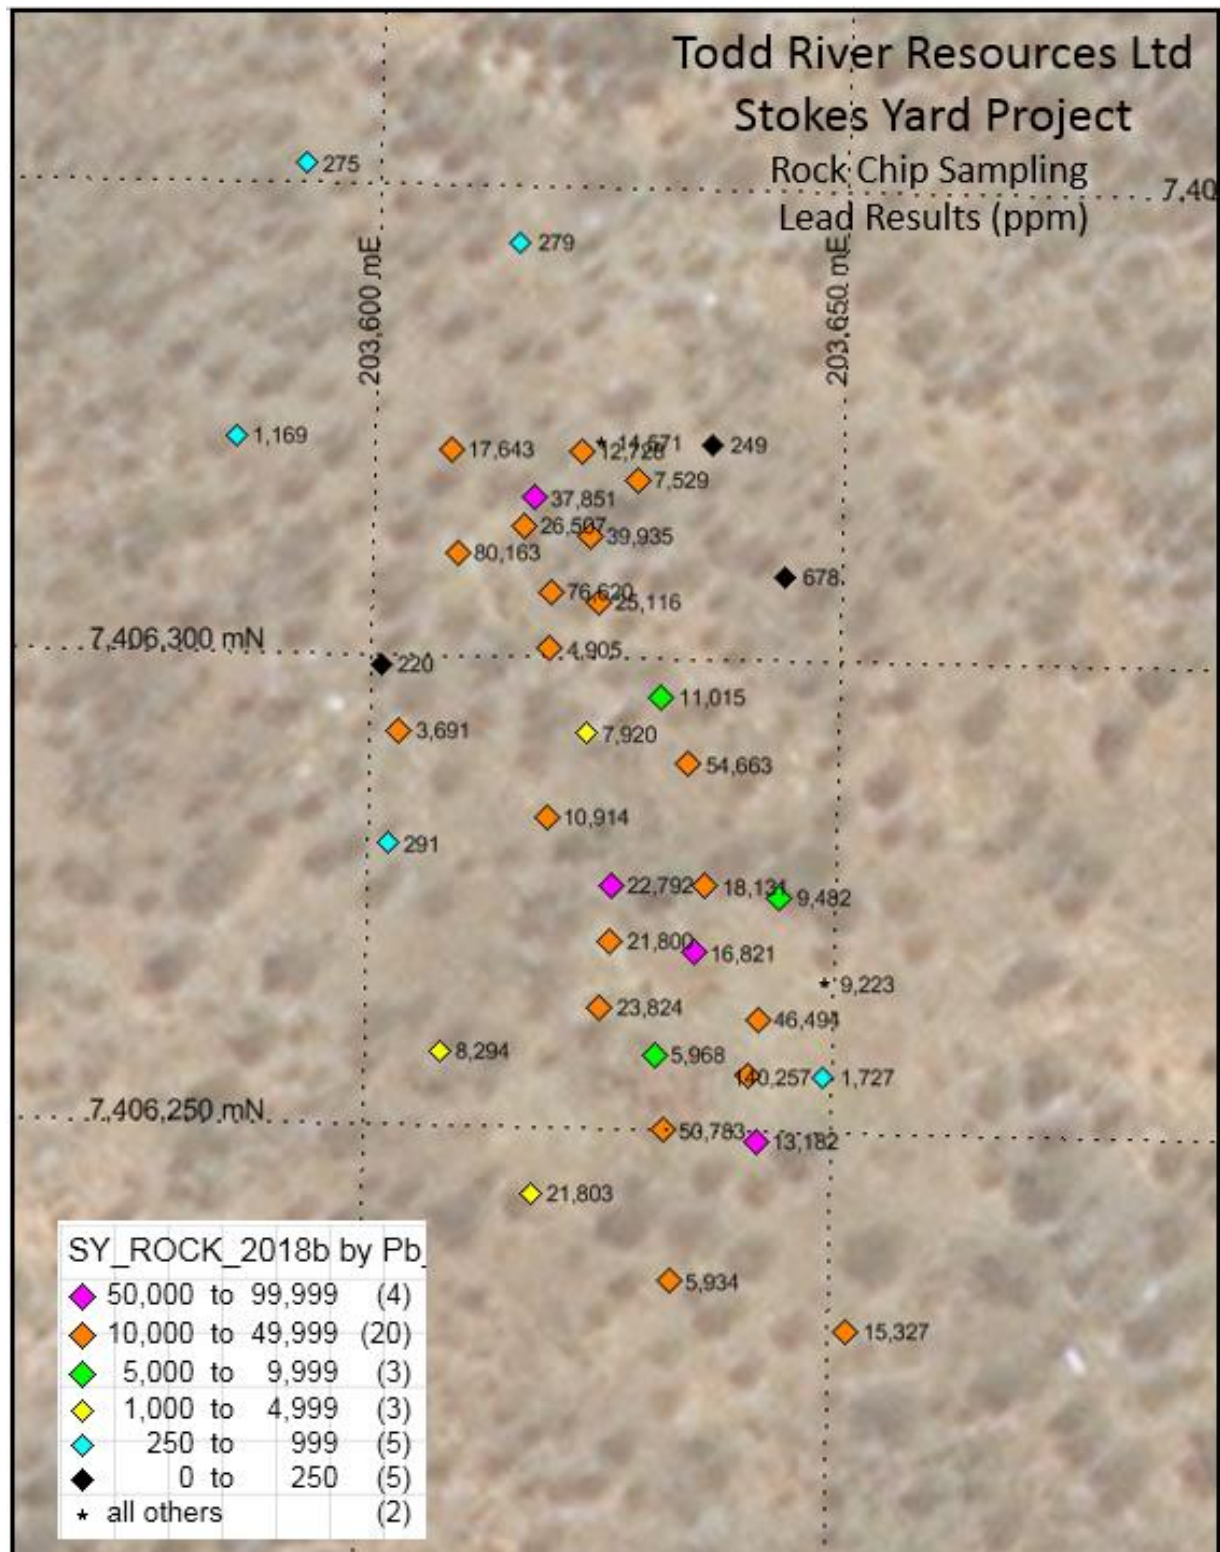 Todd River Resources Ltd
Stokes Yard Project
Rock Chip Sampling
Lead Results (ppm)
275
7,40
279
203,600 mE
203,650 mE
1,169
17,643
14,571
12,728
249
7,529
37,851
26,507
39,935
80,163
678
76,620
25,116
7,406,300 mN
4,905
220
11,015
3,691
7,920
54,663
10,914
291
22,792
18,131
9,482
21,800
16,821
9,223
23,824
46,494
8,294
5,968
140,257
1,727
7,406,250 mN
50,783
13,182
21,803
5,934
15,327
SY_ROCK_2018b by Pb_
50,000 to 99,999 (4)
10,000 to 49,999 (20)
5,000 to 9,999 (3)
1,000 to 4,999 (3)
250 to 999 (5)
0 to 250 (5)
all others (2)